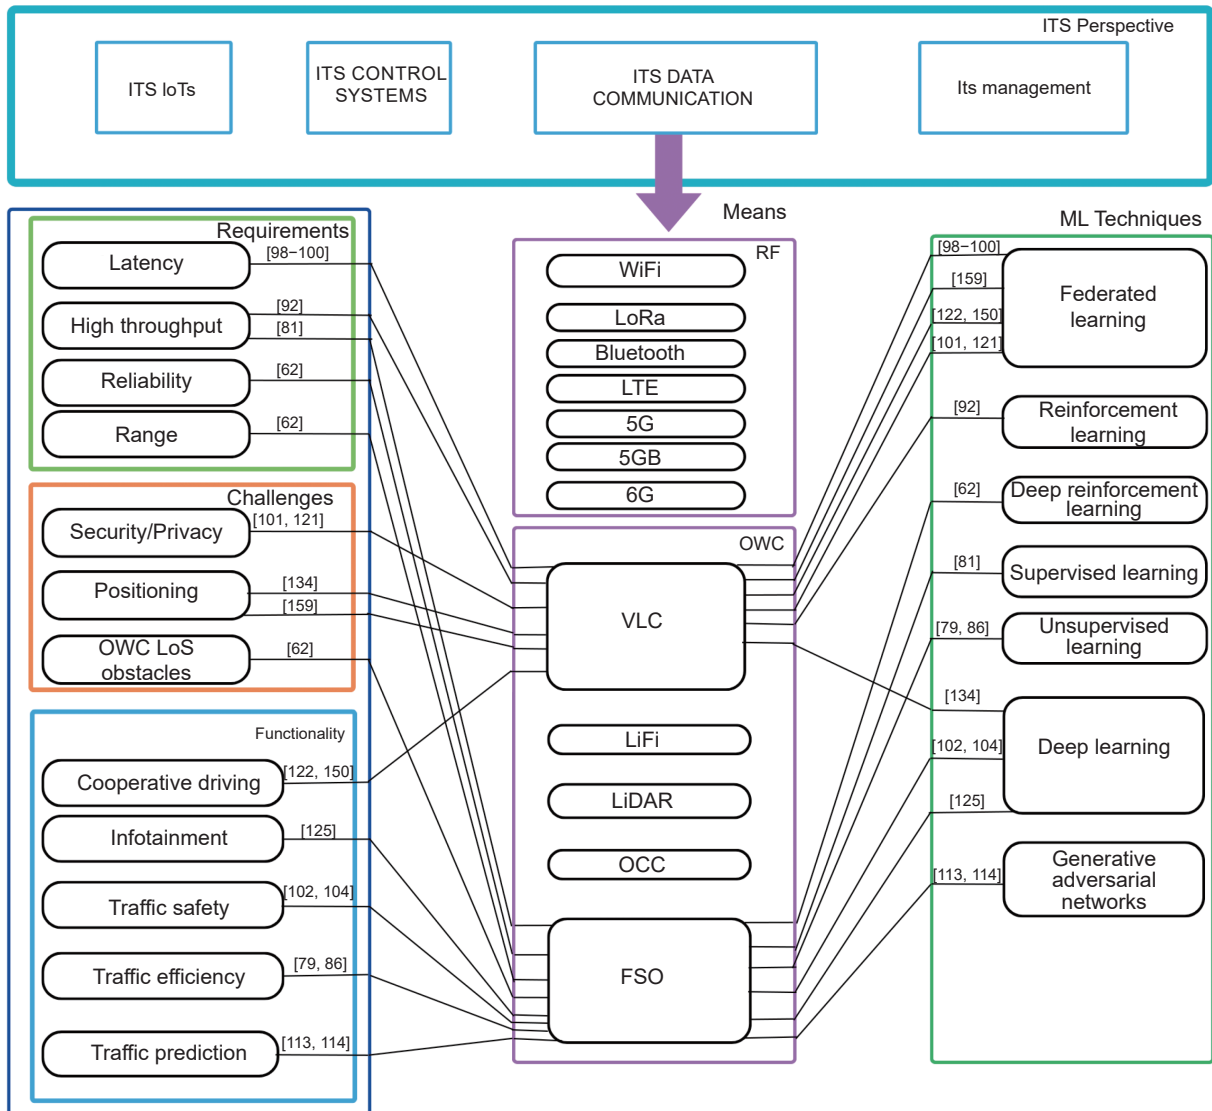 ITS Perspective
ITS IoTs
ITS CONTROL
SYSTEMS
ITS DATA
COMMUNICATION
Its management
Requirements
Latency
[98−100]
High throughput
[92]
[81]
Reliability
[62]
Range
[62]
Challenges
Security/Privacy
[101, 121]
Positioning
[134]
[159]
OWC LoS
obstacles
[62]
Functionality
Cooperative driving
[122, 150]
Infotainment
[125]
Traffic safety
[102, 104]
Traffic efficiency
[79, 86]
Traffic prediction
[113, 114]
Means
RF
WiFi
LoRa
Bluetooth
LTE
5G
5GB
6G
OWC
VLC
LiFi
LiDAR
OCC
FSO
ML Techniques
[98−100]
[159]
[122, 150]
[101, 121]
Federated
learning
[92]
Reinforcement
learning
[62]
Deep reinforcement
learning
[81]
Supervised learning
[79, 86]
Unsupervised
learning
[134]
[102, 104]
[125]
Deep learning
[113, 114]
Generative
adversarial
networks